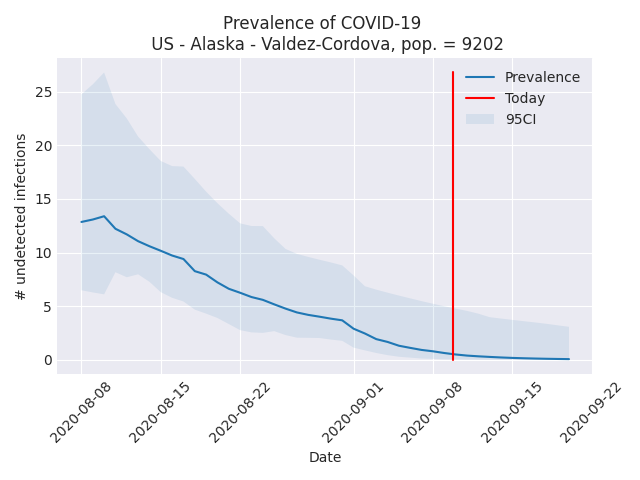 Prevalence of COVID-19
US - Alaska - Valdez-Cordova, pop. = 9202
Prevalence
Today
95CI
# undetected infections
25
20
15
10
5
0
2020-08-08
2020-08-15
2020-08-22
2020-09-01
2020-09-08
2020-09-15
2020-09-22
Date